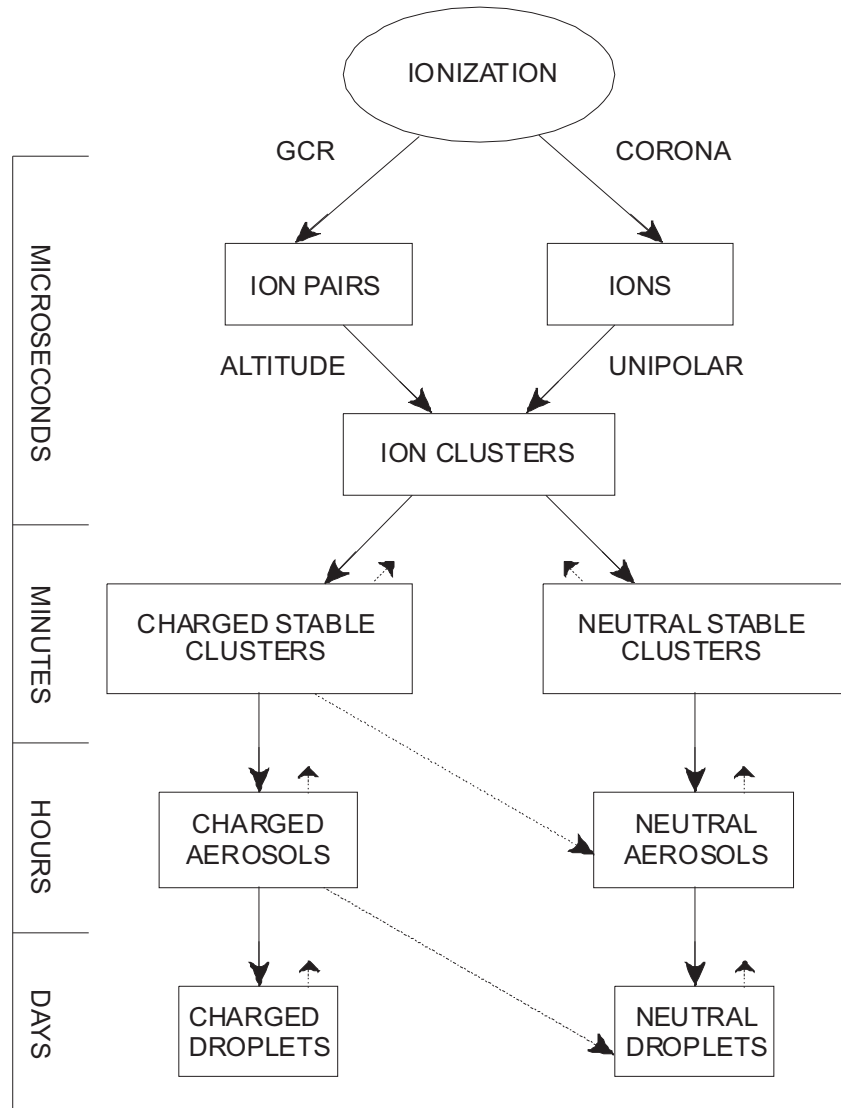 IONIZATION
GCR
CORONA
MICROSECONDS
ION PAIRS
IONS
ALTITUDE
UNIPOLAR
ION CLUSTERS
MINUTES
CHARGED STABLE
CLUSTERS
NEUTRAL STABLE
CLUSTERS
HOURS
CHARGED
AEROSOLS
NEUTRAL
AEROSOLS
DAYS
CHARGED
DROPLETS
NEUTRAL
DROPLETS